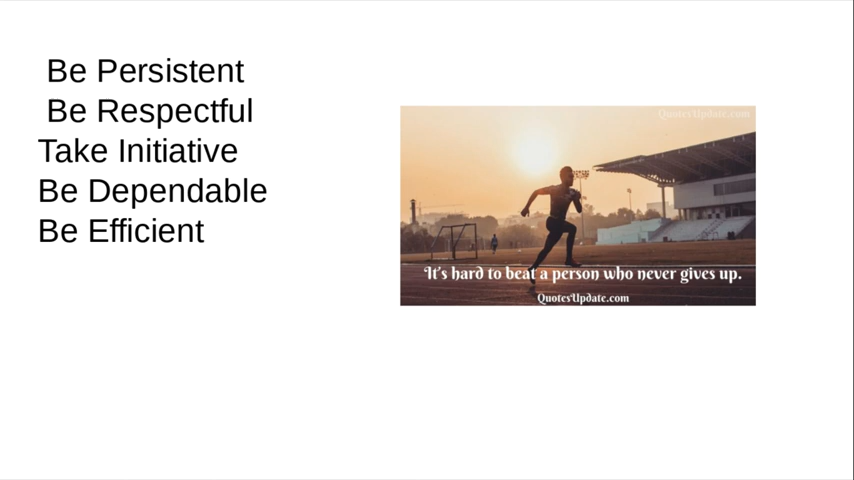 Be Persistent
Be Respectful
Take Initiative
Be Dependable
Be Efficient
QuotesUpdate.com
It's hard to beat a person who never gives up.
QuotesUpdate.com